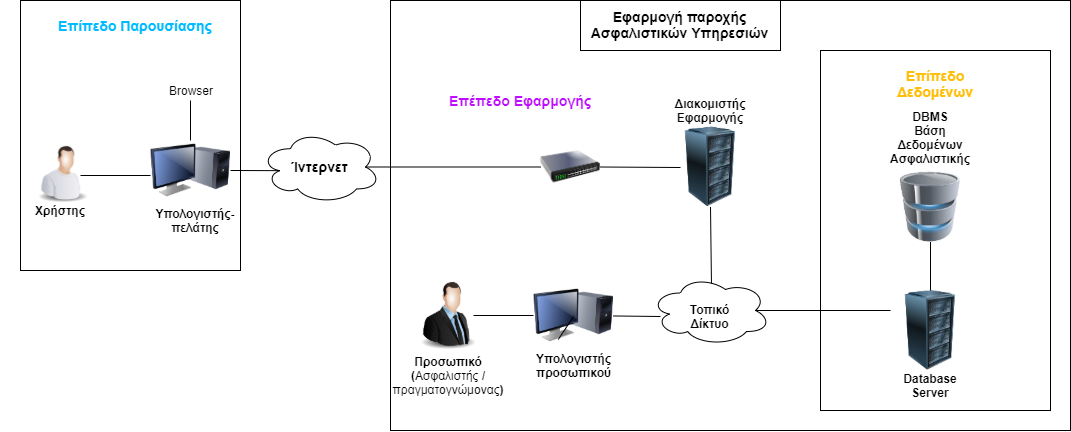 Επίπεδο Παρουσίασης
Browser
Χρήστης
Υπολογιστής-
πελάτης
Ίντερνετ
Εφαρμογή παροχής
Ασφαλιστικών Υπηρεσιών
Επέπεδο Εφαρμογής
Διακομιστής
Εφαρμογής
Προσωπικό
(Ασφαλιστής /
πραγματογνώμονας)
Υπολογιστής
προσωπικού
Τοπικό
Δίκτυο
Επίπεδο
Δεδομένων
DBMS
Βάση
Δεδομένων
Ασφαλιστικής
Database
Server